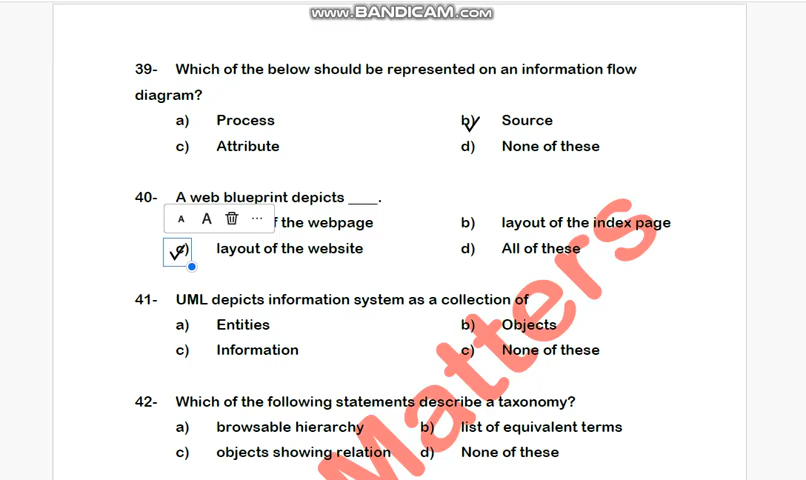 www.BANDICAM.com
39- Which of the below should be represented on an information flow
diagram?
a) Process b) Source
c) Attribute d) None of these
40- A web blueprint depicts ____.
A A ...
f the webpage b) layout of the index page
c) layout of the website d) All of these
41- UML depicts information system as a collection of
a) Entities b) Objects
c) Information c) None of these
42- Which of the following statements describe a taxonomy?
a) browsable hierarchy b) list of equivalent terms
c) objects showing relation d) None of these
Matters